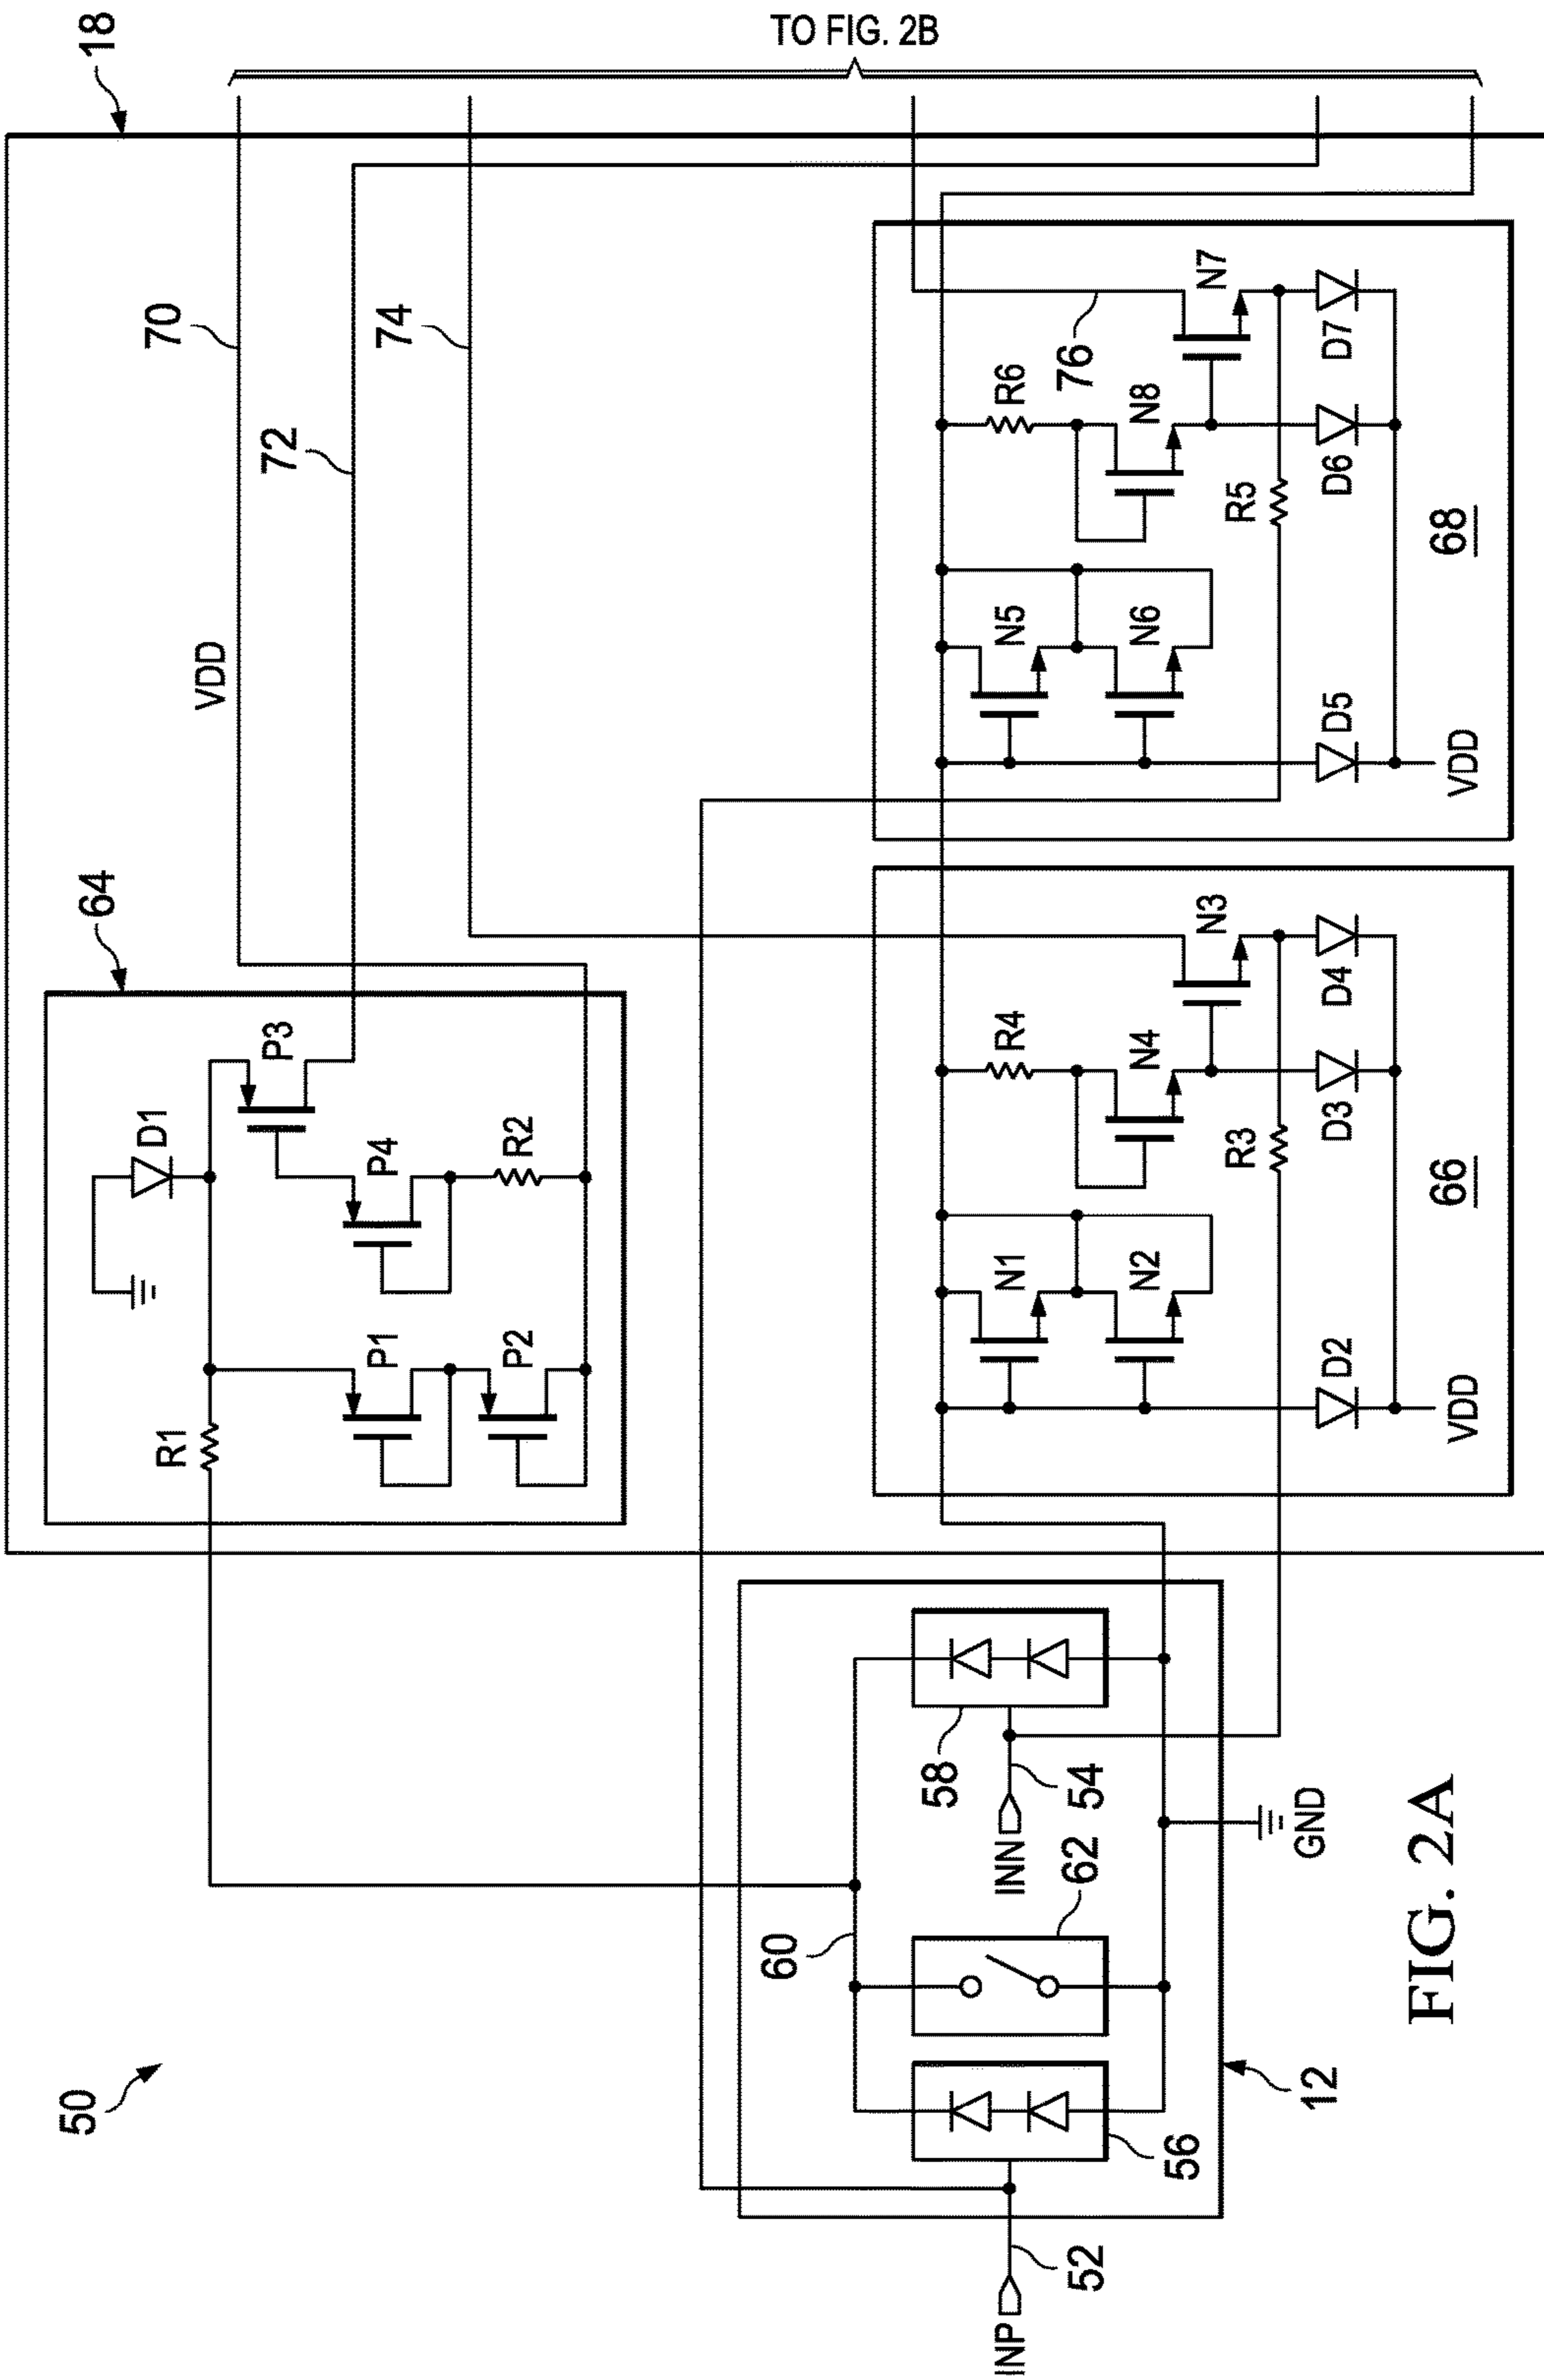 50
18
TO FIG. 2B
70
VDD
72
74
64
D1
P3
P4
R2
R1
P1
P2
INP
52
56
60
62
INN
54
58
GND
12
N1
N2
R4
N4
N3
R3
D2
D3
D4
VDD
66
N5
N6
R6
N8
76
N7
R5
D5
D6
D7
VDD
68
FIG. 2A